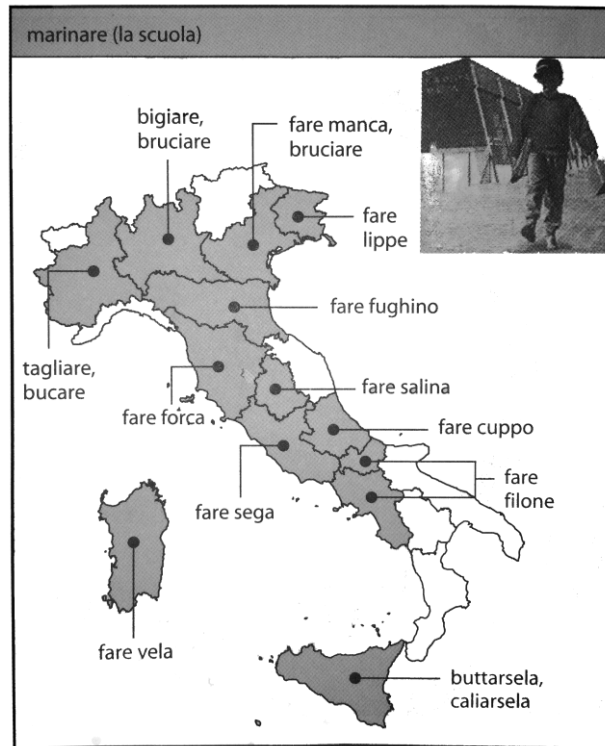 marinare (la scuola)
bigiare,
bruciare
fare manca,
bruciare
fare
lippe
fare fughino
tagliare,
bucare
fare salina
fare forca
fare cuppo
fare sega
fare
filone
fare vela
buttarsela,
caliarsela